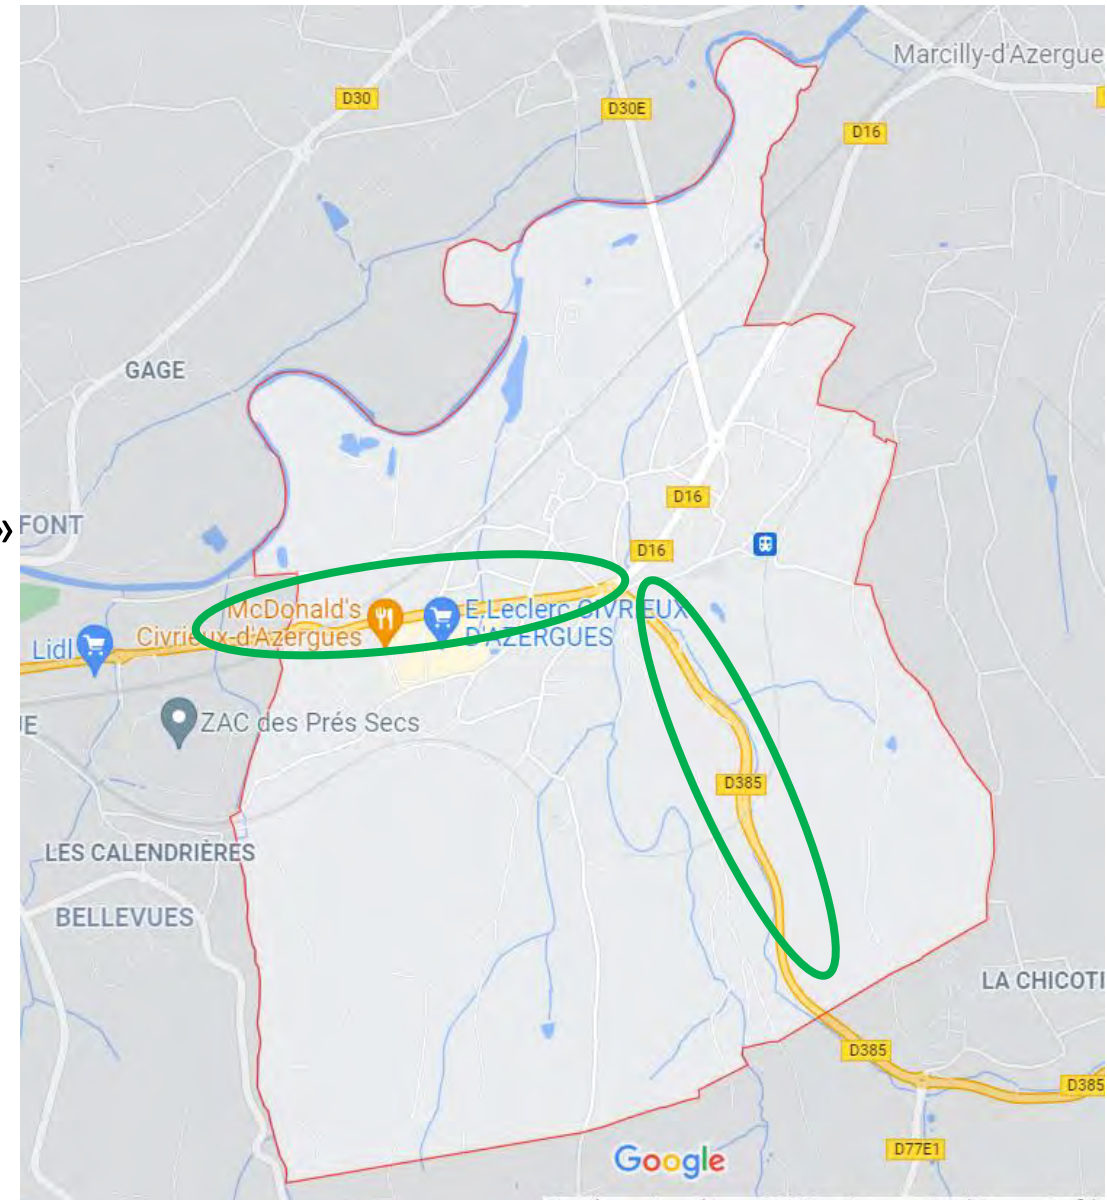 Marcilly-d'Azergue
D30
D30E
D16
GAGE
D16
»
FONT
D16
McDonald's
Civrieux-d'Azergues
E.Leclerc CIVRIEUX
D'AZERGUES
Lidl
UE
ZAC des Prés Secs
D385
LES CALENDRIÈRES
BELLEVUES
LA CHICOTI
D385
D385
Google
D77E1